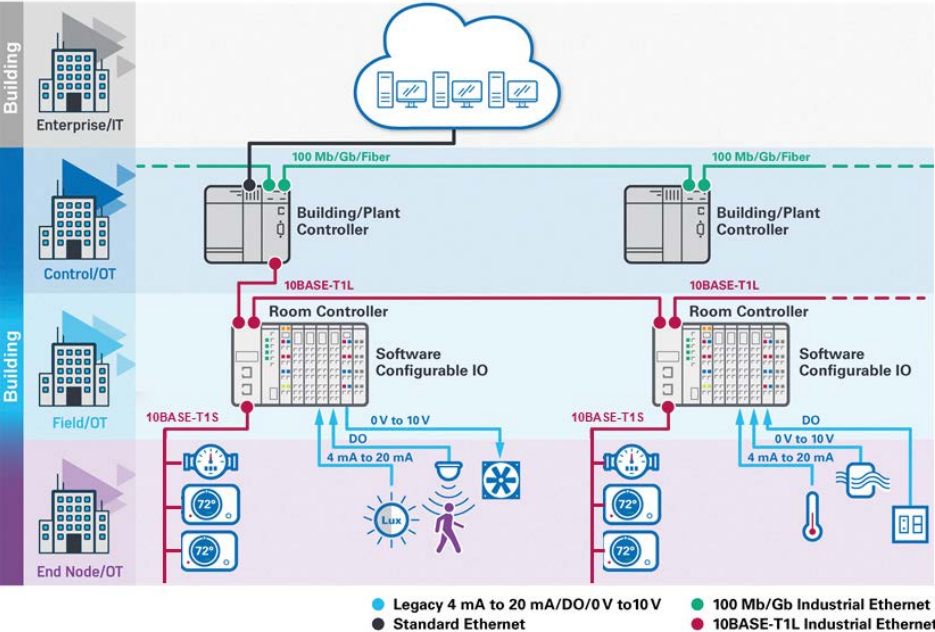 Building
Enterprise/IT
100 Mb/Gb/Fiber
100 Mb/Gb/Fiber
Building/Plant
Controller
Building/Plant
Controller
Control/OT
10BASE-T1L
10BASE-T1L
Building
Room Controller
Room Controller
Software
Configurable IO
Software
Configurable IO
Field/OT
10BASE-T1S
0 V to 10 V
DO
4 mA to 20 mA
10BASE-T1S
DO
0 V to 10 V
4 mA to 20 mA
72°
Lux
72°
72°
72°
End Node/OT
Legacy 4 mA to 20 mA/DO/0 V to10 V
100 Mb/Gb Industrial Ethernet
Standard Ethernet
10BASE-T1L Industrial Ethernet